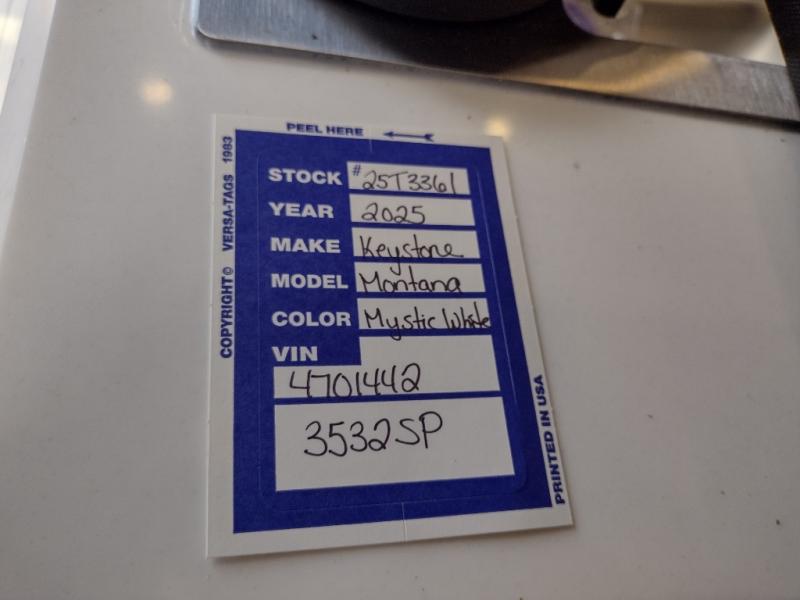 PEEL HERE
COPYRIGHT© VERSA-TAGS 1983
STOCK #25T3361
YEAR 2025
MAKE Keystone
MODEL Montana
COLOR Mystic White
VIN
4701442
3532SP
PRINTED IN USA